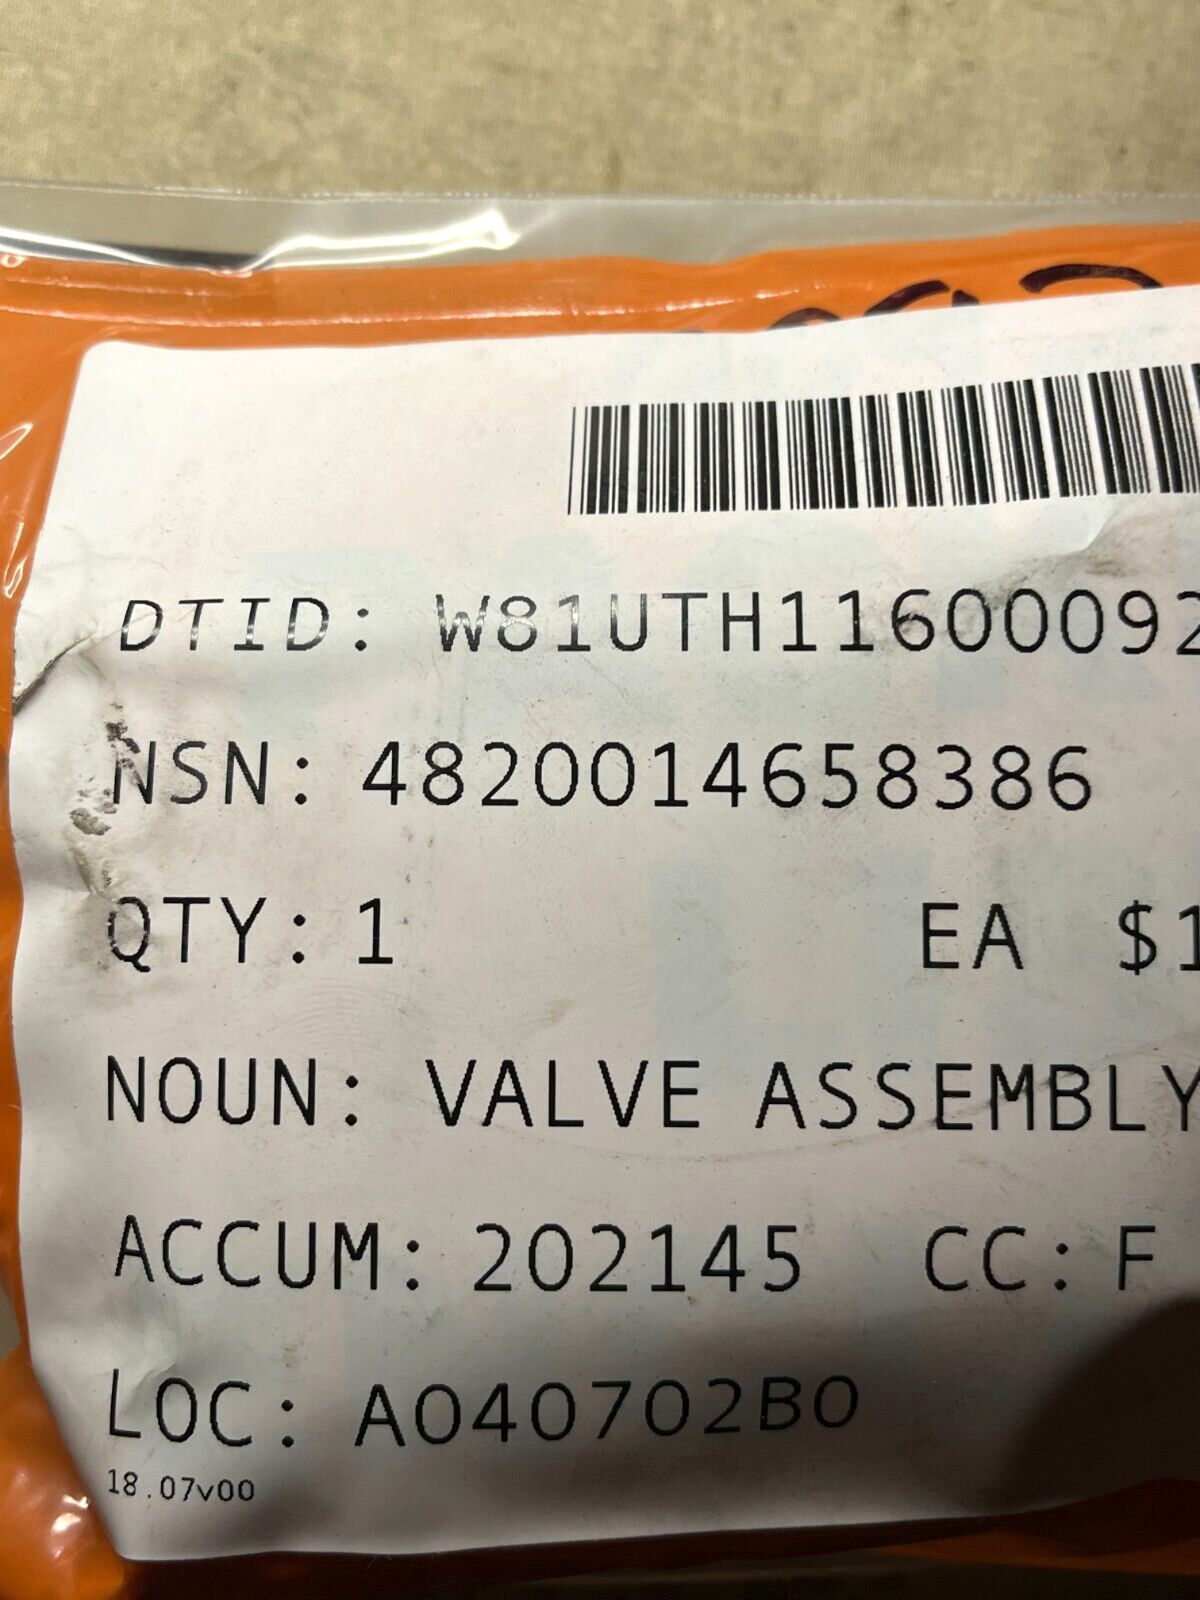 DTID: W81UTH11600092
NSN: 4820014658386
QTY: 1 EA $1
NOUN: VALVE ASSEMBLY
ACCUM: 202145 CC: F
LOC: A040702B0
18.07v00